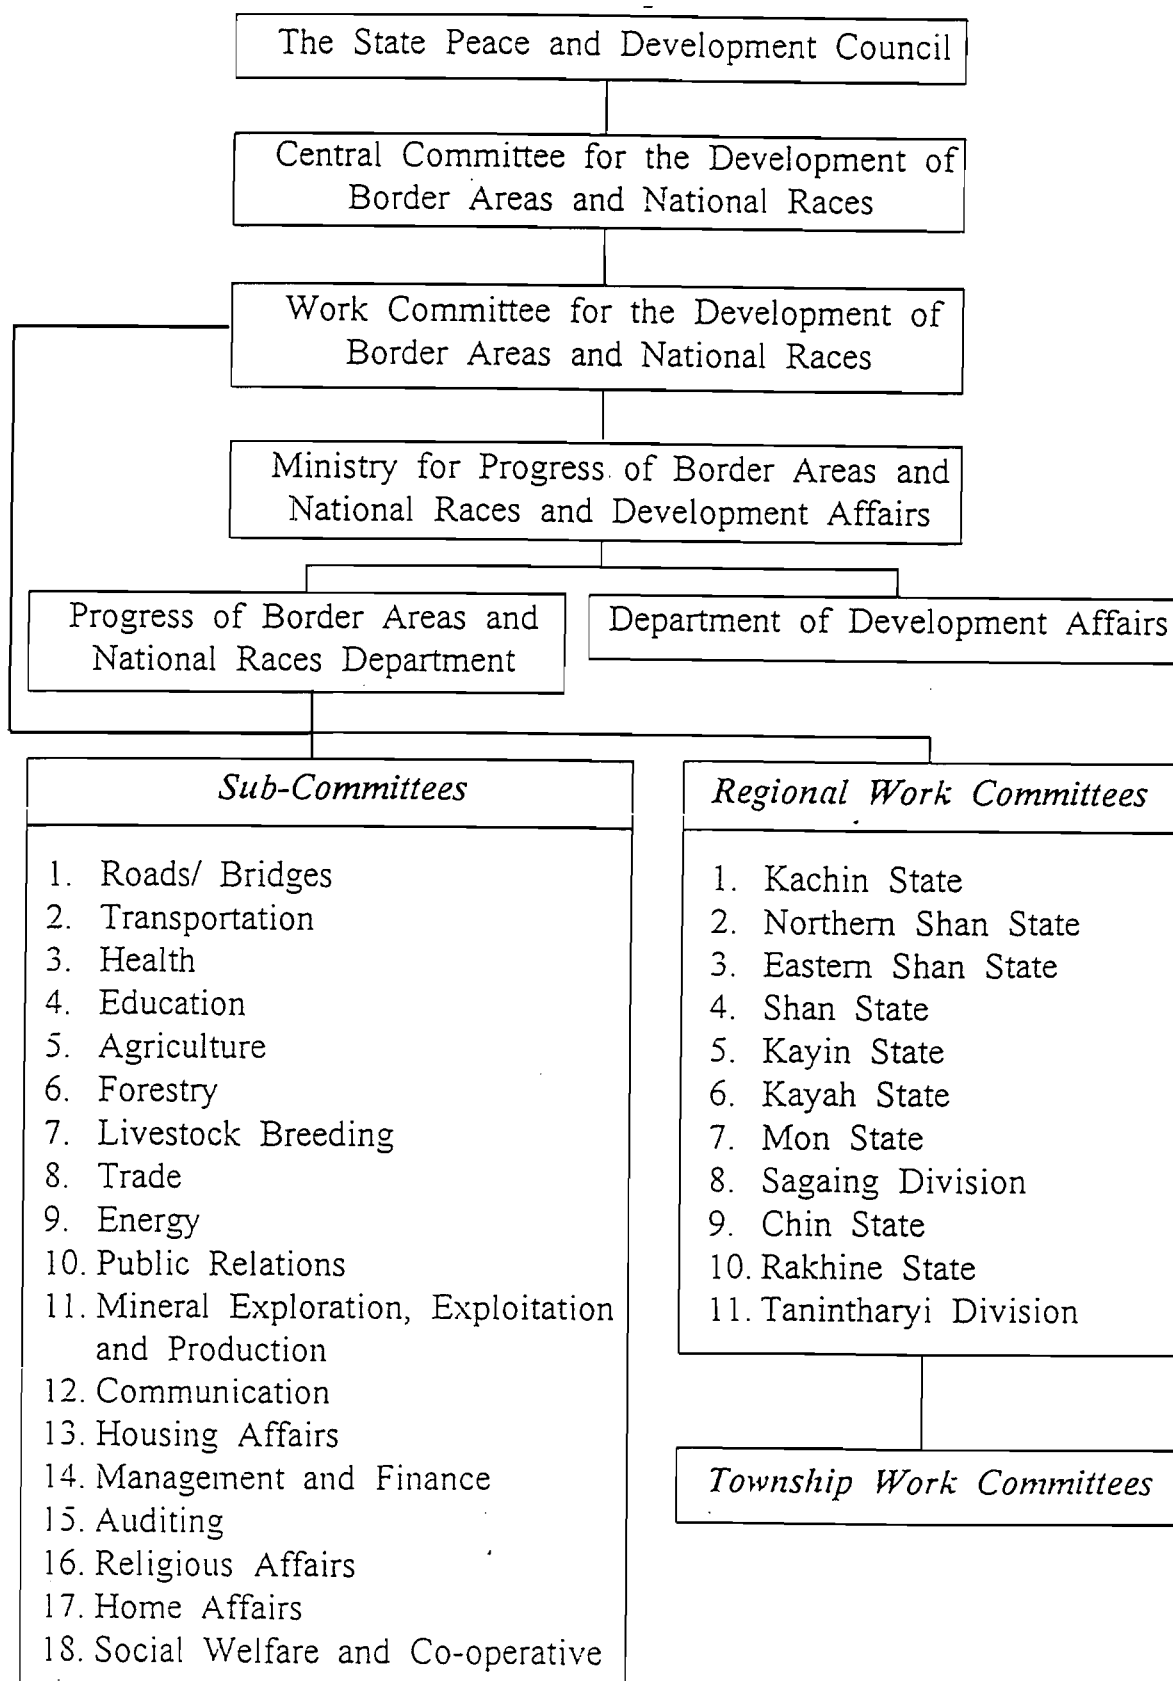 The State Peace and Development Council
Central Committee for the Development of
Border Areas and National Races
Work Committee for the Development of
Border Areas and National Races
Ministry for Progress of Border Areas and
National Races and Development Affairs
Progress of Border Areas and
National Races Department
Department of Development Affairs
Sub-Committees
1. Roads/ Bridges
2. Transportation
3. Health
4. Education
5. Agriculture
6. Forestry
7. Livestock Breeding
8. Trade
9. Energy
10. Public Relations
11. Mineral Exploration, Exploitation
and Production
12. Communication
13. Housing Affairs
14. Management and Finance
15. Auditing
16. Religious Affairs
17. Home Affairs
18. Social Welfare and Co-operative
Regional Work Committees
1. Kachin State
2. Northern Shan State
3. Eastern Shan State
4. Shan State
5. Kayin State
6. Kayah State
7. Mon State
8. Sagaing Division
9. Chin State
10. Rakhine State
11. Tanintharyi Division
Township Work Committees